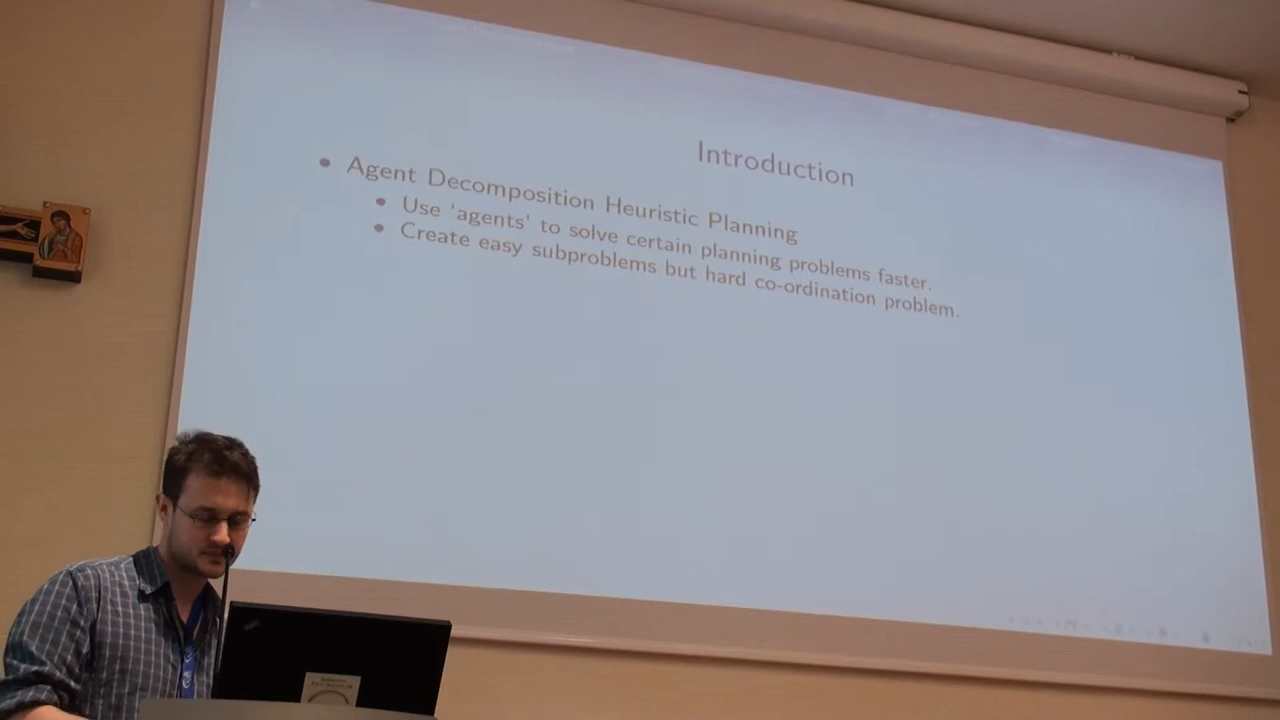 Introduction
Agent Decomposition Heuristic Planning
Use ‘agents’ to solve certain planning problems faster.
Create easy subproblems but hard co-ordination problem.